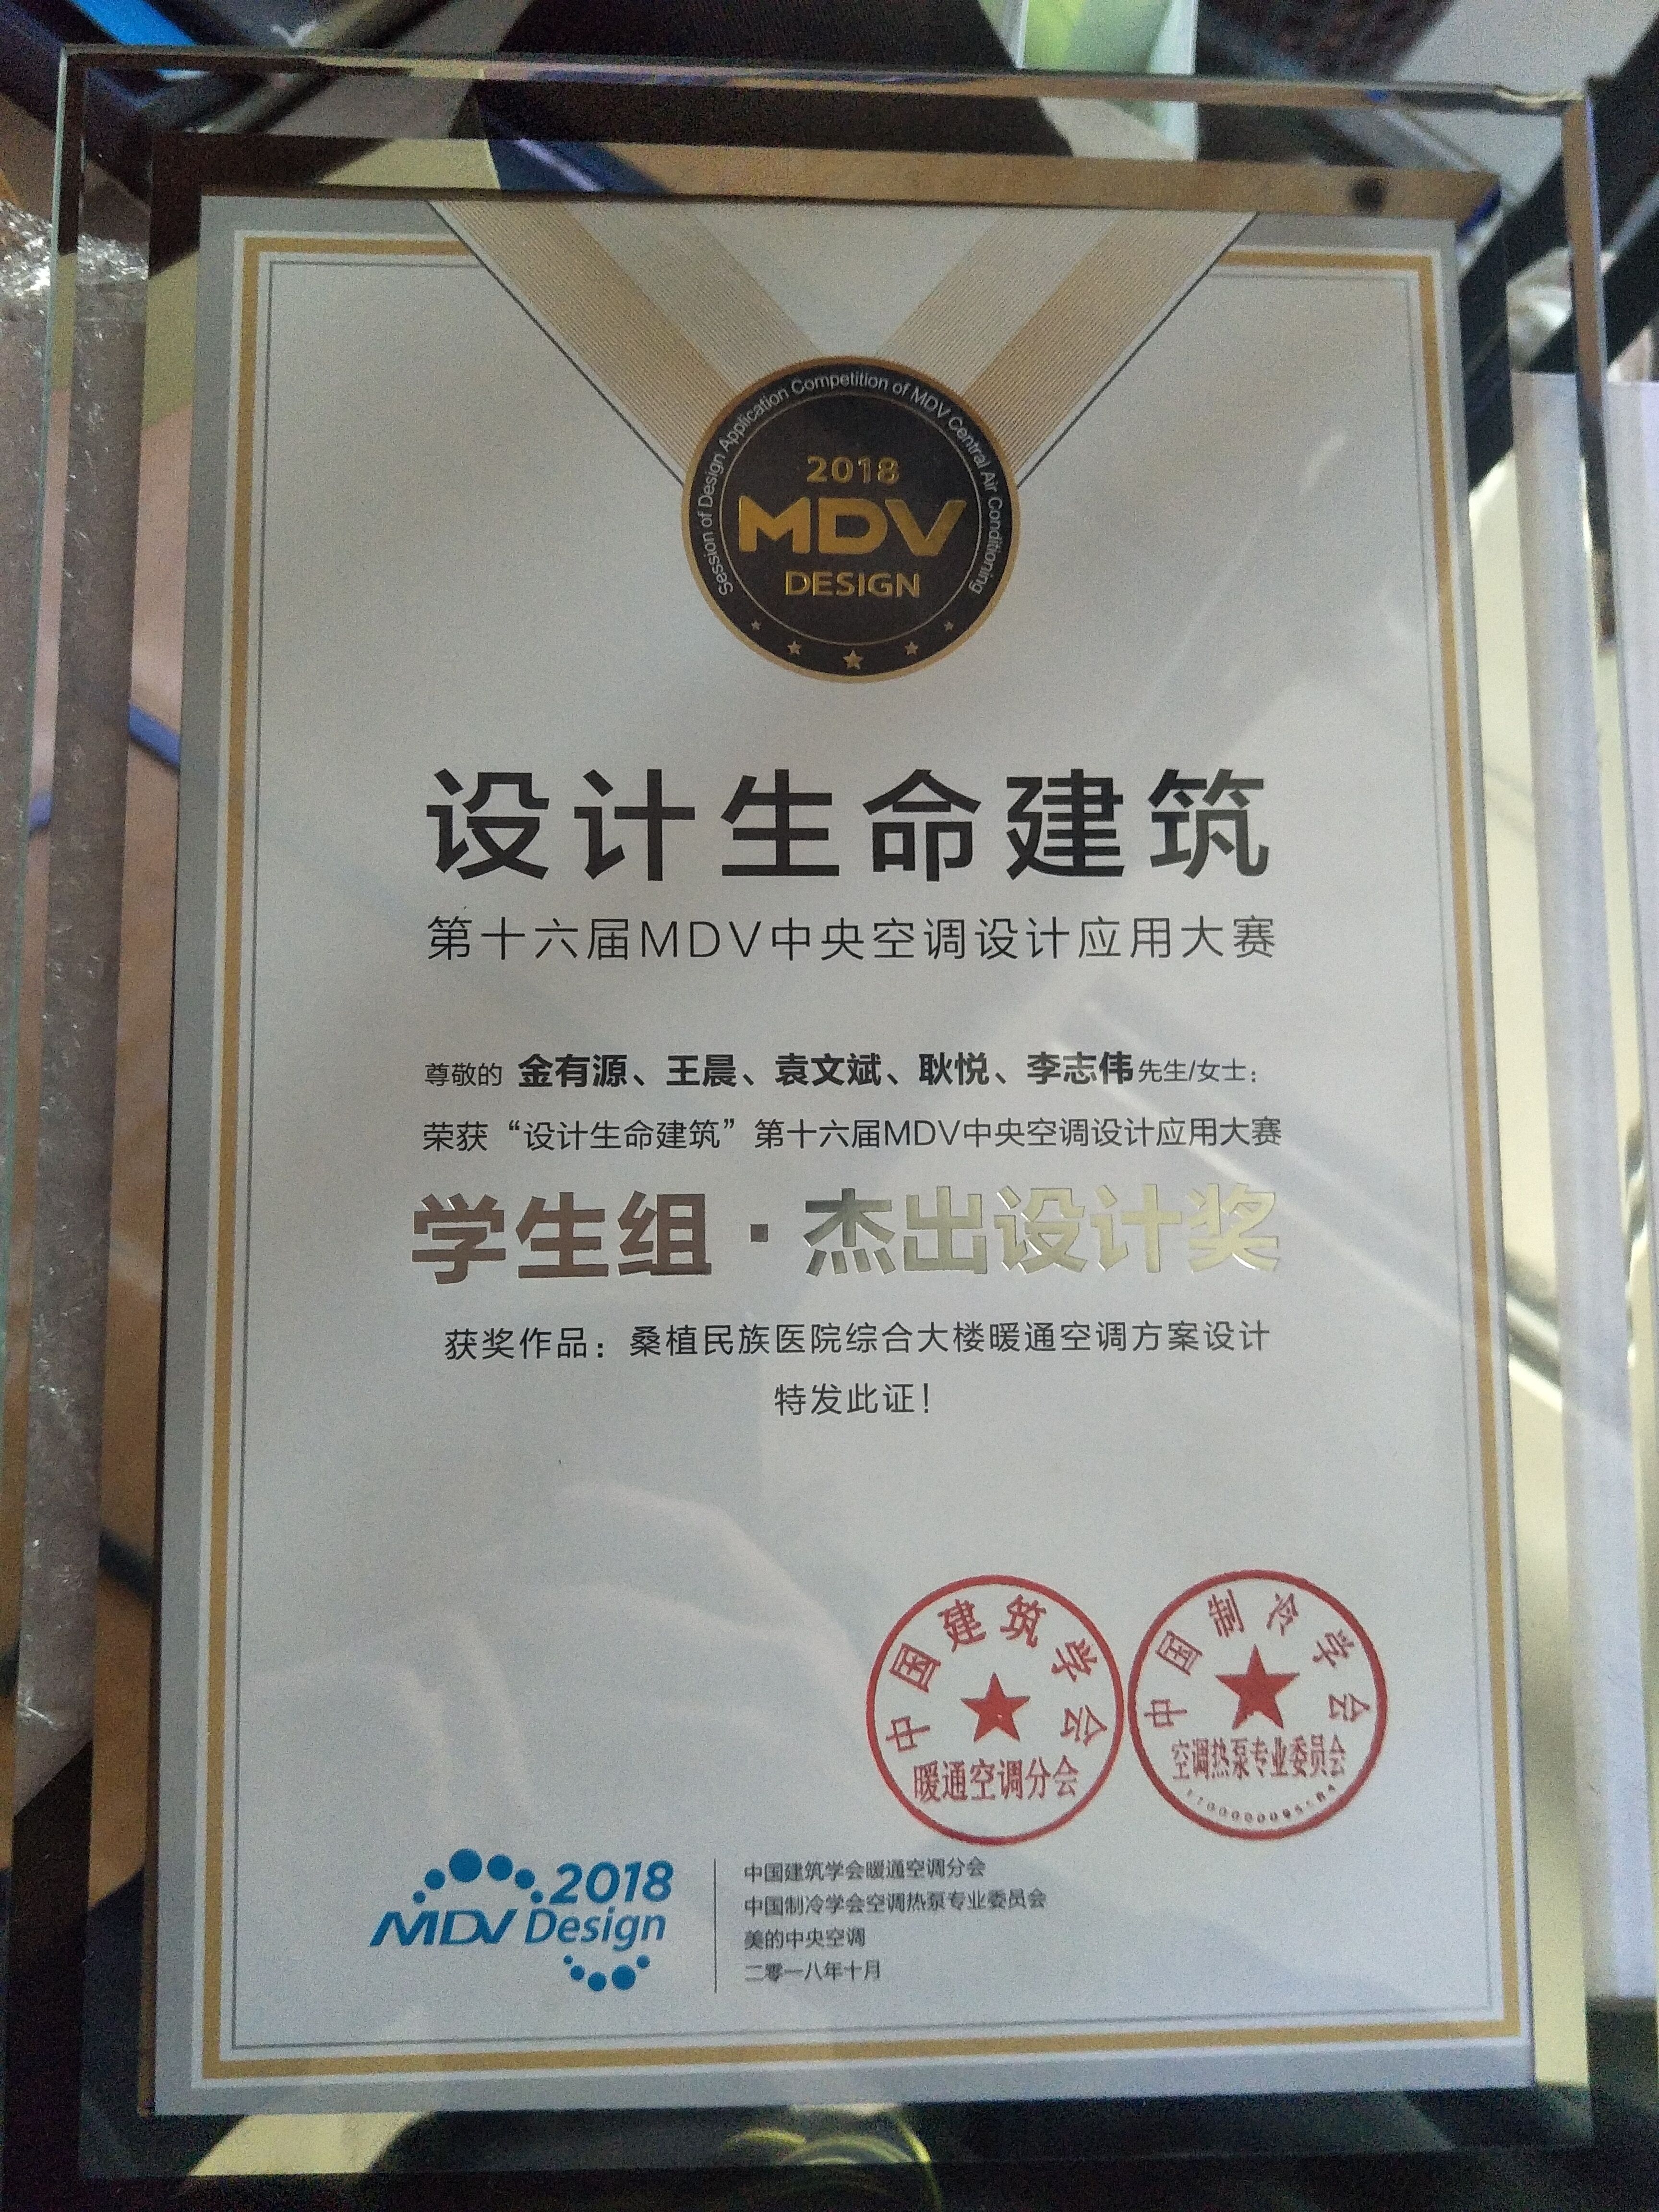 Session of Design Application Competition of MDV Central Air Conditioning
2018
MDV
DESIGN
设计生命建筑
第十六届MDV中央空调设计应用大赛
尊敬的 金有源、王晨、袁文斌、耿悦、李志伟先生/女士：
荣获“设计生命建筑”第十六届MDV中央空调设计应用大赛
学生组·杰出设计奖
获奖作品：桑植民族医院综合大楼暖通空调方案设计
特发此证！
中国建筑学会
暖通空调分会
中国制冷学会
空调热泵专业委员会
2018
MDV Design
中国建筑学会暖通空调分会
中国制冷学会空调热泵专业委员会
美的中央空调
二零一八年十月